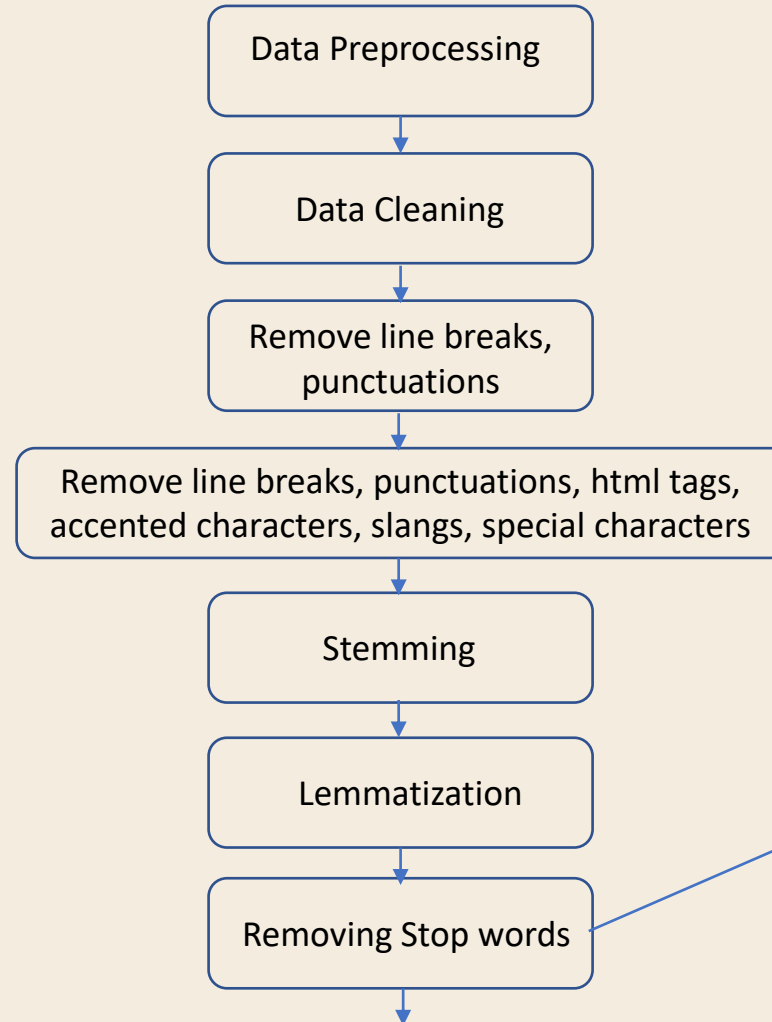 Data Preprocessing
Data Cleaning
Remove line breaks,
punctuations
Remove line breaks, punctuations, html tags,
accented characters, slangs, special characters
Stemming
Lemmatization
Removing Stop words